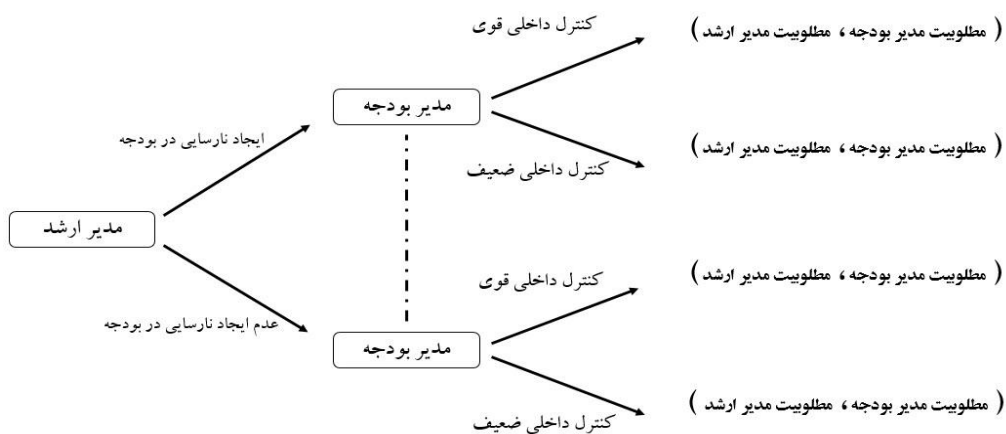 کنترل داخلی قوی
( مطلوبیت مدیر بودجه ، مطلوبیت مدیر ارشد )
مدیر بودجه
ایجاد نارسایی در بودجه
( مطلوبیت مدیر بودجه ، مطلوبیت مدیر ارشد )
کنترل داخلی ضعیف
مدیر ارشد
کنترل داخلی قوی
( مطلوبیت مدیر بودجه ، مطلوبیت مدیر ارشد )
عدم ایجاد نارسایی در بودجه
مدیر بودجه
( مطلوبیت مدیر بودجه ، مطلوبیت مدیر ارشد )
کنترل داخلی ضعیف